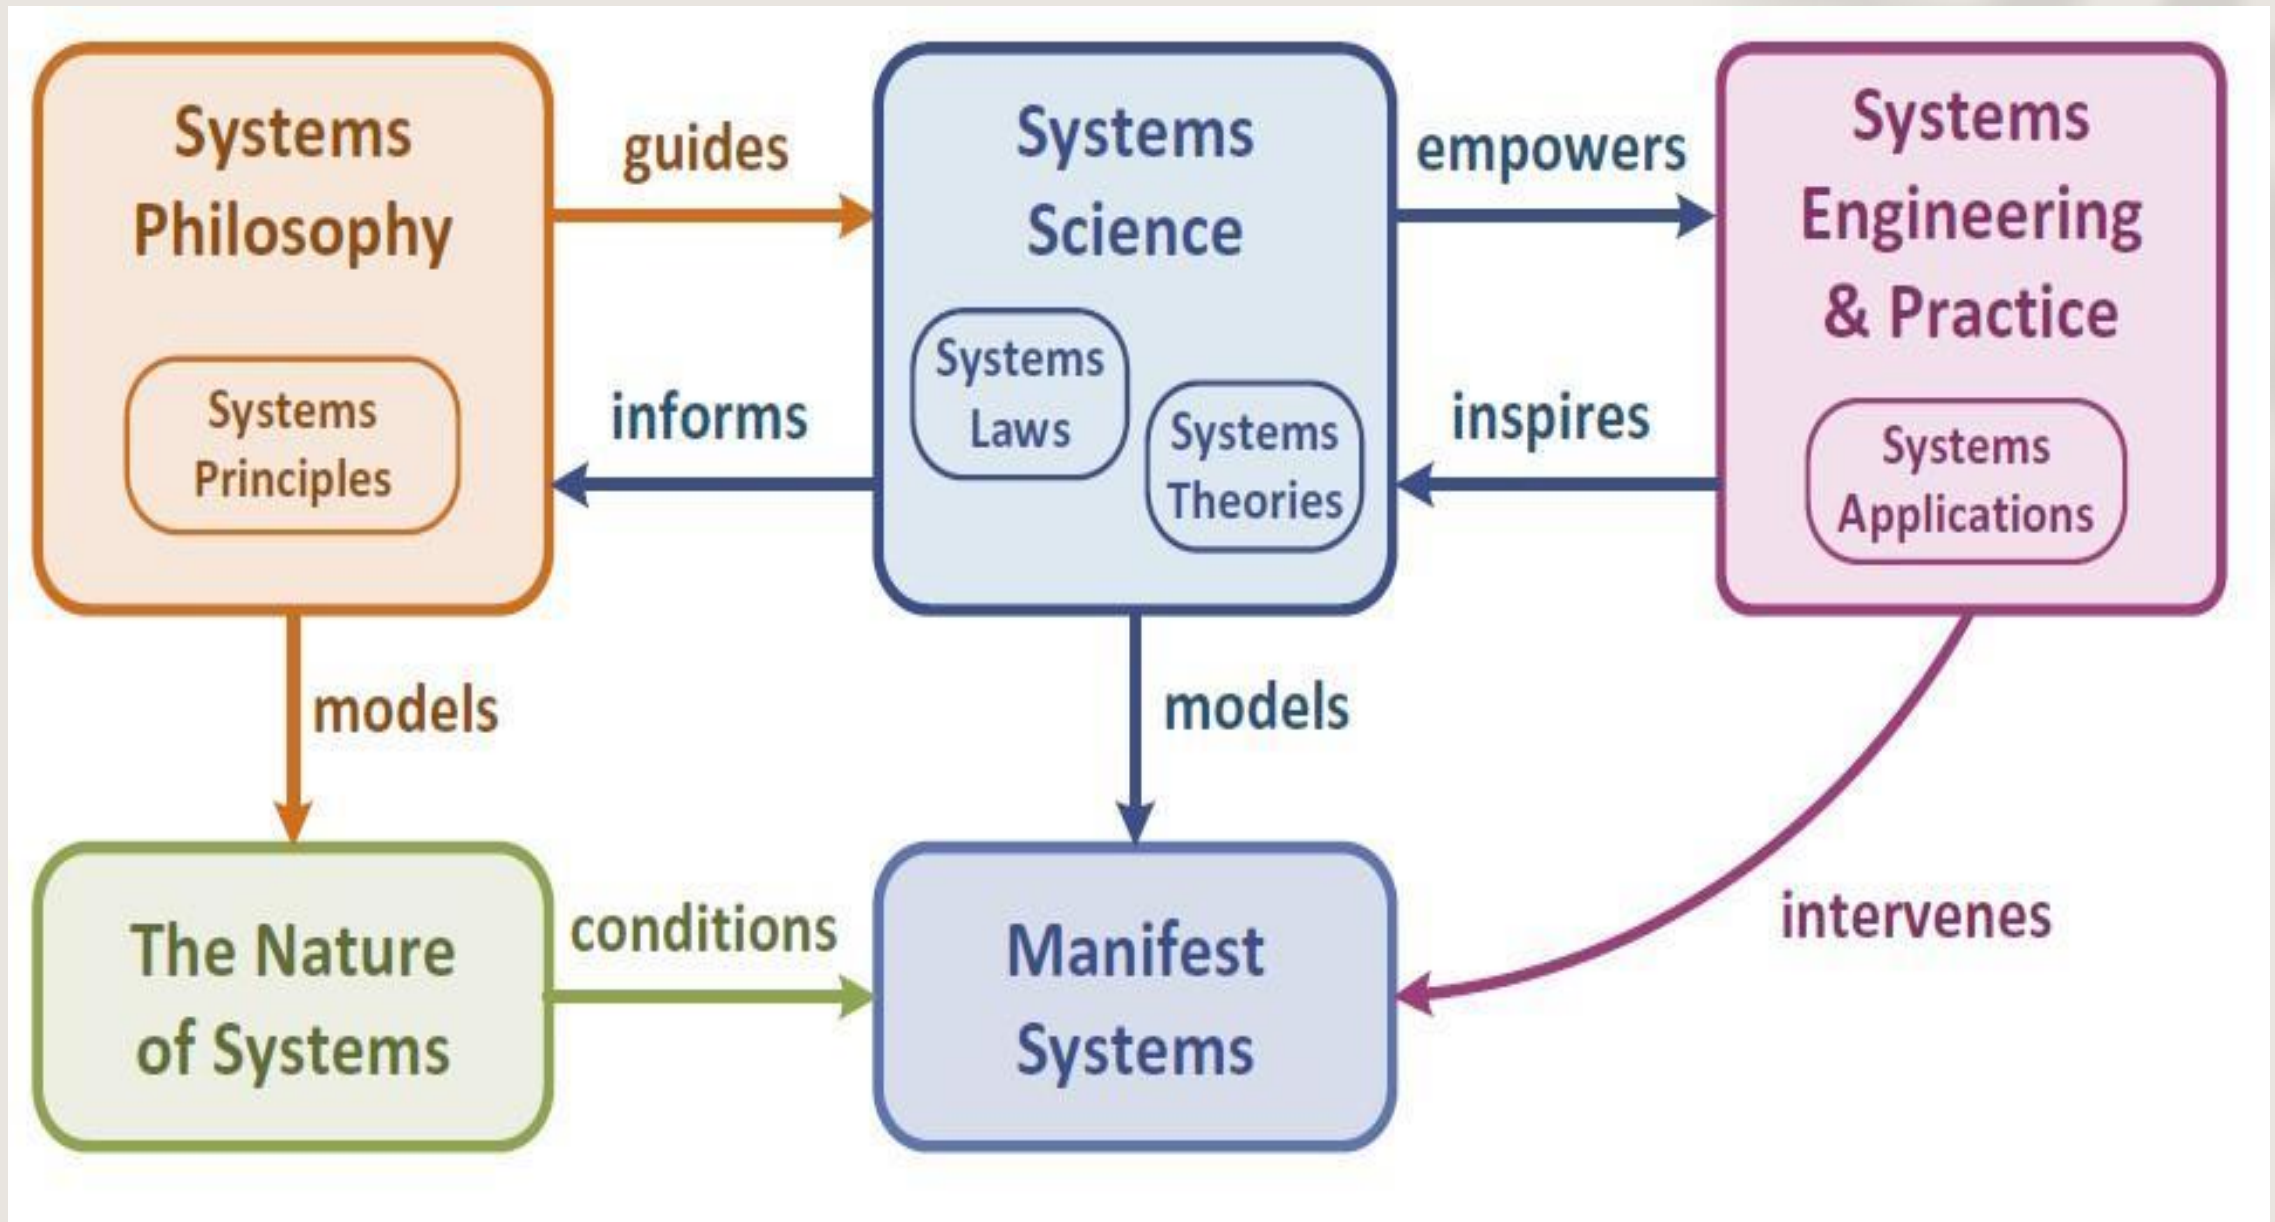 Systems
Philosophy
Systems
Principles
guides
informs
Systems
Science
Systems
Laws
Systems
Theories
empowers
inspires
Systems
Engineering
& Practice
Systems
Applications
models
models
intervenes
The Nature
of Systems
conditions
Manifest
Systems